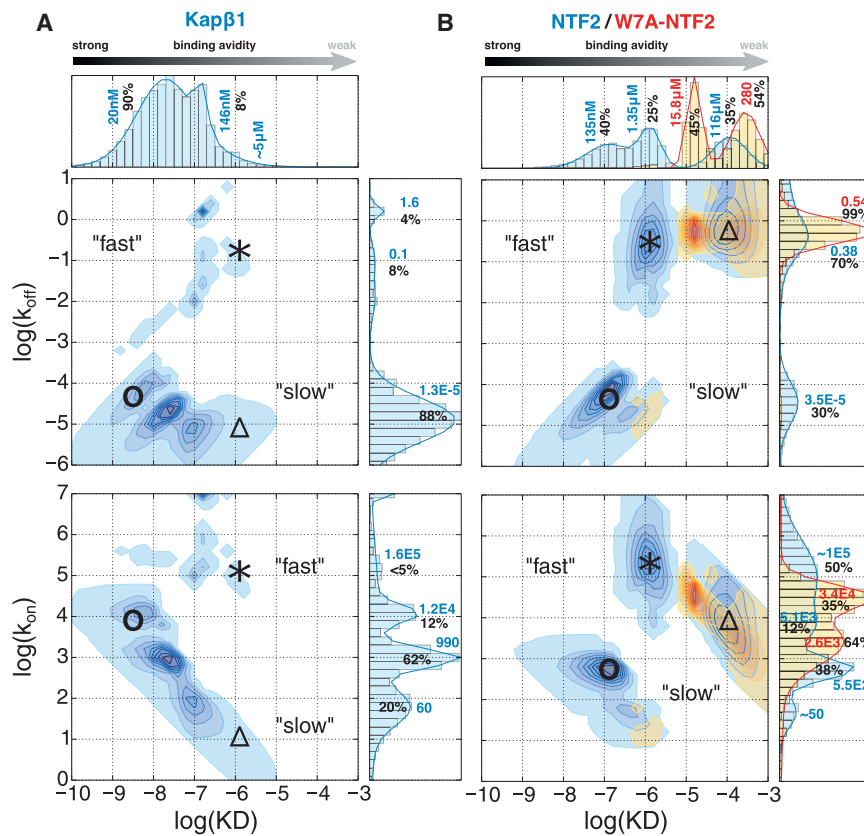 A
Kapβ1
strong
binding avidity
weak
20nM
90%
146nM
8%
~5µM
1
0
−1
−2
−3
−4
−5
−6
log(k_off)
"fast"
*
O
"slow"
Δ
1.6
4%
0.1
8%
1.3E-5
88%
7
6
5
4
3
2
1
0
log(k_on)
"fast"
*
O
"slow"
Δ
1.6E5
<5%
1.2E4
12%
990
62%
20%
60
−10
−9
−8
−7
−6
−5
−4
−3
log(KD)
B
NTF2 / W7A-NTF2
strong
binding avidity
weak
135nM
40%
1.35µM
25%
15.8µM
45%
116µM
35%
280
54%
"fast"
*
Δ
O
"slow"
0.54
99%
0.38
70%
3.5E-5
30%
"fast"
*
Δ
O
"slow"
~1E5
50%
3.4E4
35%
5.1E3
12%
2.6E3
64%
38%
5.5E2
~50
−10
−9
−8
−7
−6
−5
−4
−3
log(KD)